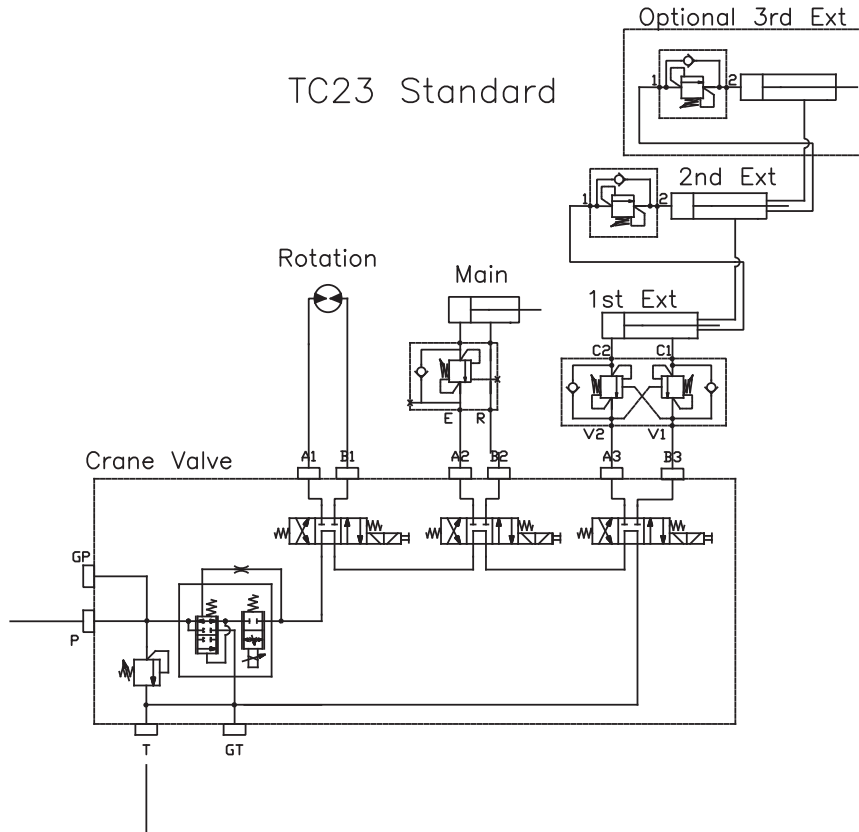 Optional 3rd Ext
TC23 Standard
1 2
2nd Ext
1 2
Rotation
Main
1st Ext
C2 C1
E R
V2 V1
Crane Valve
A1 B1 A2 B2 A3 B3
GP
P
T GT